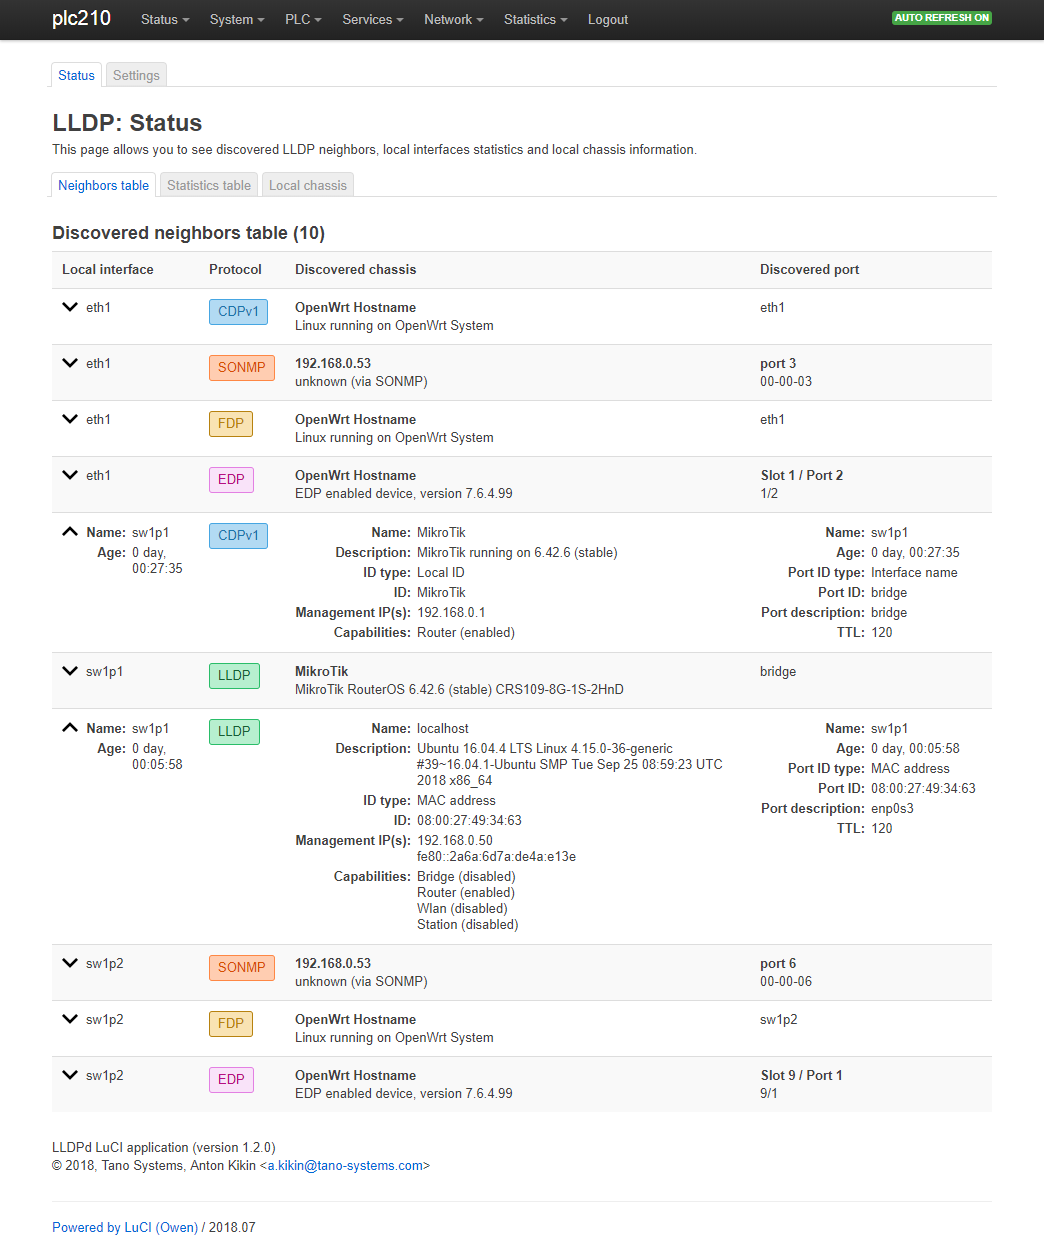 plc210 Status System PLC Services Network Statistics Logout AUTO REFRESH ON
Status Settings
LLDP: Status
This page allows you to see discovered LLDP neighbors, local interfaces statistics and local chassis information.
Neighbors table Statistics table Local chassis
Discovered neighbors table (10)
Local interface Protocol Discovered chassis Discovered port
eth1 CDPv1 OpenWrt Hostname eth1
Linux running on OpenWrt System
eth1 SONMP 192.168.0.53 port 3
unknown (via SONMP) 00-00-03
eth1 FDP OpenWrt Hostname eth1
Linux running on OpenWrt System
eth1 EDP OpenWrt Hostname Slot 1 / Port 2
EDP enabled device, version 7.6.4.99 1/2
Name: sw1p1 CDPv1 Name: MikroTik Name: sw1p1
Age: 0 day, Description: MikroTik running on 6.42.6 (stable) Age: 0 day, 00:27:35
00:27:35 ID type: Local ID Port ID type: Interface name
ID: MikroTik Port ID: bridge
Management IP(s): 192.168.0.1 Port description: bridge
Capabilities: Router (enabled) TTL: 120
sw1p1 LLDP MikroTik bridge
MikroTik RouterOS 6.42.6 (stable) CRS109-8G-1S-2HnD
Name: sw1p1 LLDP Name: localhost Name: sw1p1
Age: 0 day, Description: Ubuntu 16.04.4 LTS Linux 4.15.0-36-generic Age: 0 day, 00:05:58
00:05:58 #39~16.04.1-Ubuntu SMP Tue Sep 25 08:59:23 UTC Port ID type: MAC address
2018 x86_64 Port ID: 08:00:27:49:34:63
ID type: MAC address Port description: enp0s3
ID: 08:00:27:49:34:63 TTL: 120
Management IP(s): 192.168.0.50
fe80::2a6a:6d7a:de4a:e13e
Capabilities: Bridge (disabled)
Router (enabled)
Wlan (disabled)
Station (disabled)
sw1p2 SONMP 192.168.0.53 port 6
unknown (via SONMP) 00-00-06
sw1p2 FDP OpenWrt Hostname sw1p2
Linux running on OpenWrt System
sw1p2 EDP OpenWrt Hostname Slot 9 / Port 1
EDP enabled device, version 7.6.4.99 9/1
LLDPd LuCI application (version 1.2.0)
© 2018, Tano Systems, Anton Kikin <a.kikin@tano-systems.com>
Powered by LuCI (Owen) / 2018.07